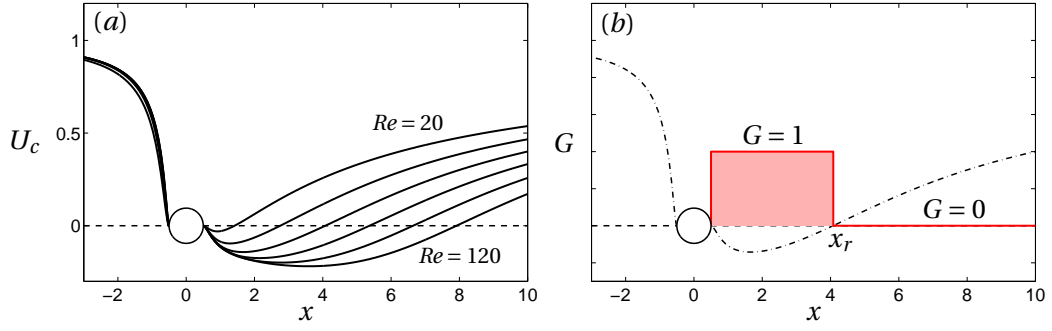 (a)
1
0.5
0
U_c
Re = 20
Re = 120
−2 0 2 4 6 8 10
x
(b)
G
G = 1
G = 0
x_r
−2 0 2 4 6 8 10
x